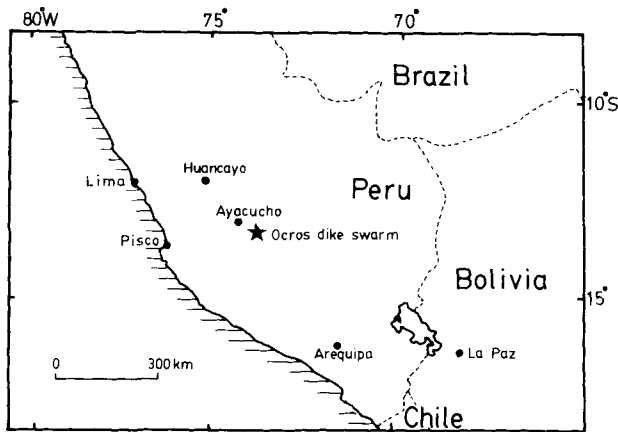 80°W 75° 70°
Brazil
10°S
Huancayo
Lima
Peru
Ayacucho
Ocros dike swarm
Pisco
Bolivia
15°
0 300 km
Arequipa
La Paz
Chile